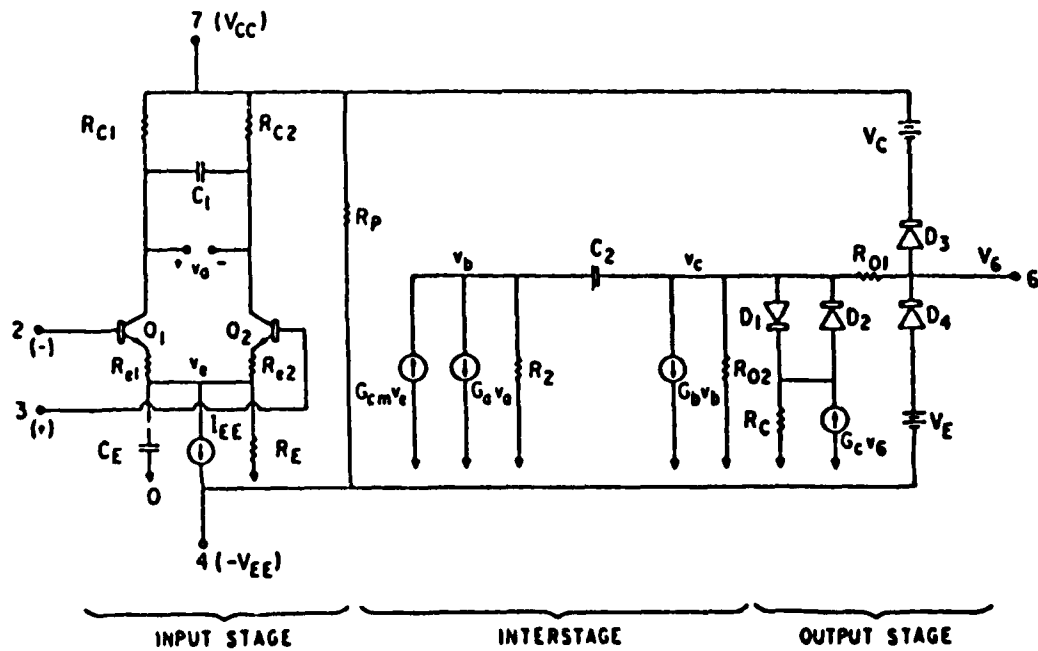 7 (VCC)
RC1
RC2
C1
+ va -
RP
VC
D3
C2
vb
vc
RO1
V6
6
2
(-)
Q1
Q2
D1
D2
D4
Re1
ve
Re2
Gcmve
Gava
R2
Gbvb
RO2
3
(+)
IEE
CE
RE
RC
Gcv6
VE
0
4 (-VEE)
INPUT STAGE
INTERSTAGE
OUTPUT STAGE